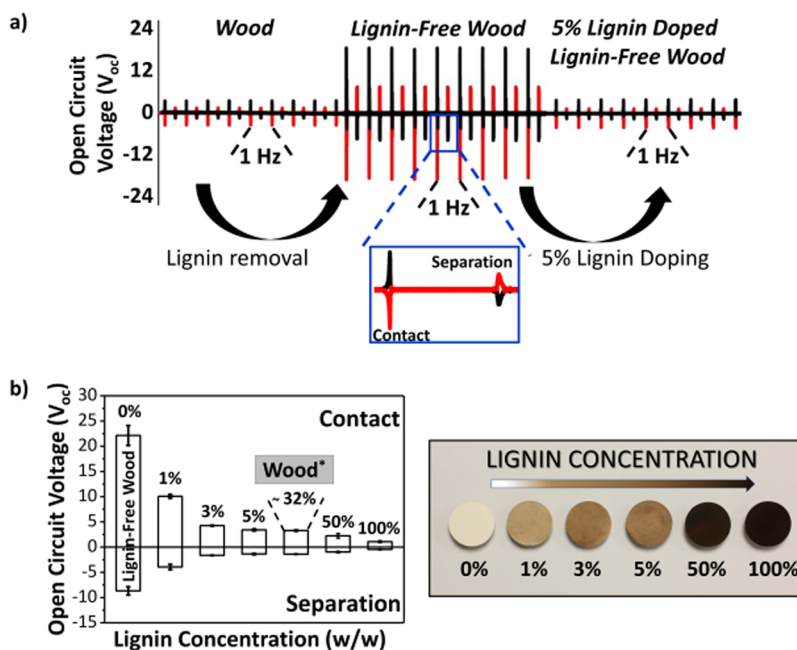 a)
Wood
Lignin-Free Wood
5% Lignin Doped
Lignin-Free Wood
Open Circuit
Voltage (Voc)
24
12
0
-12
-24
1 Hz
1 Hz
1 Hz
Lignin removal
5% Lignin Doping
Separation
Contact
b)
Open Circuit Voltage (Voc)
30
25
20
15
10
5
0
-5
-10
-15
0%
1%
3%
5%
Wood*
~ 32%
50%
100%
Contact
Lignin-Free Wood
Separation
Lignin Concentration (w/w)
LIGNIN CONCENTRATION
0% 1% 3% 5% 50% 100%